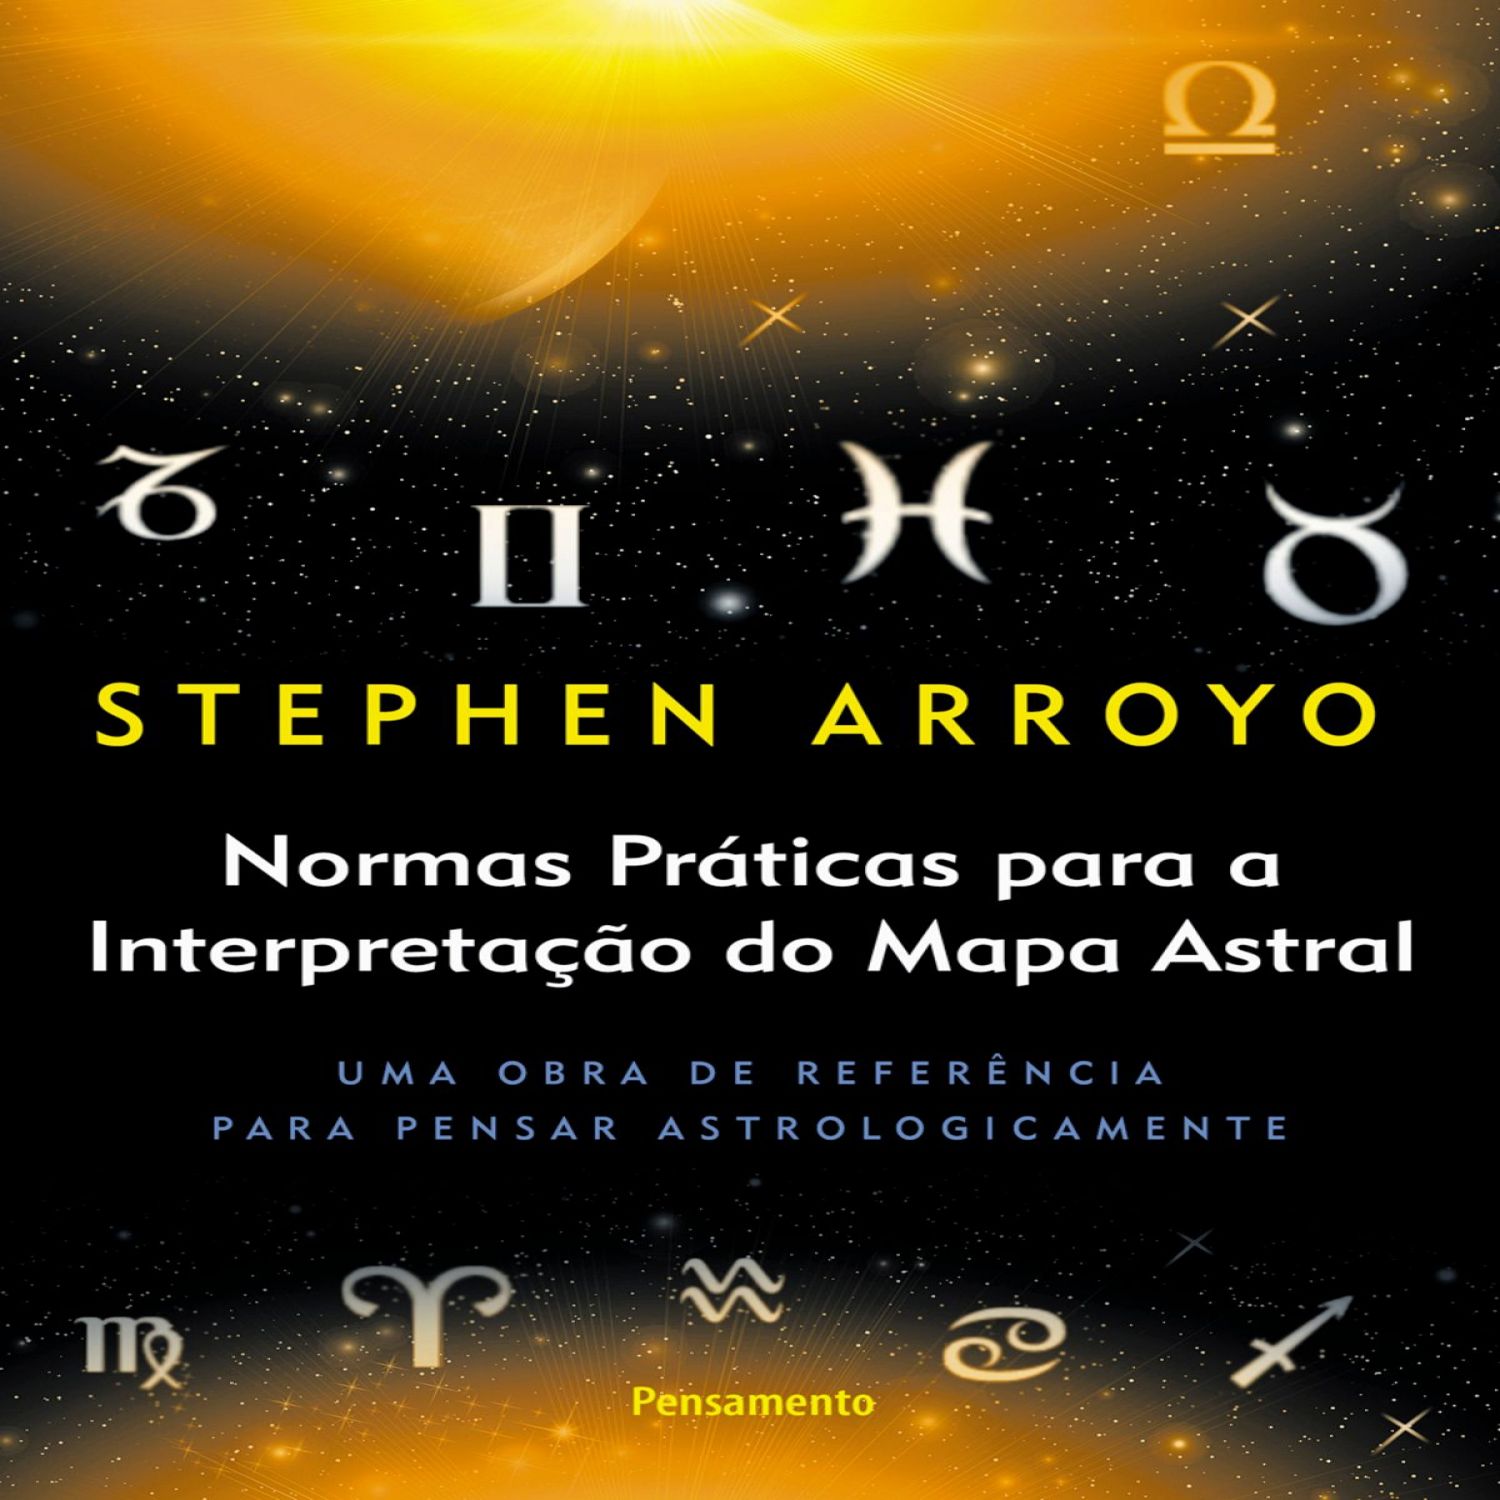 STEPHEN ARROYO
Normas Práticas para a
Interpretação do Mapa Astral
UMA OBRA DE REFERÊNCIA
PARA PENSAR ASTROLOGICAMENTE
Pensamento